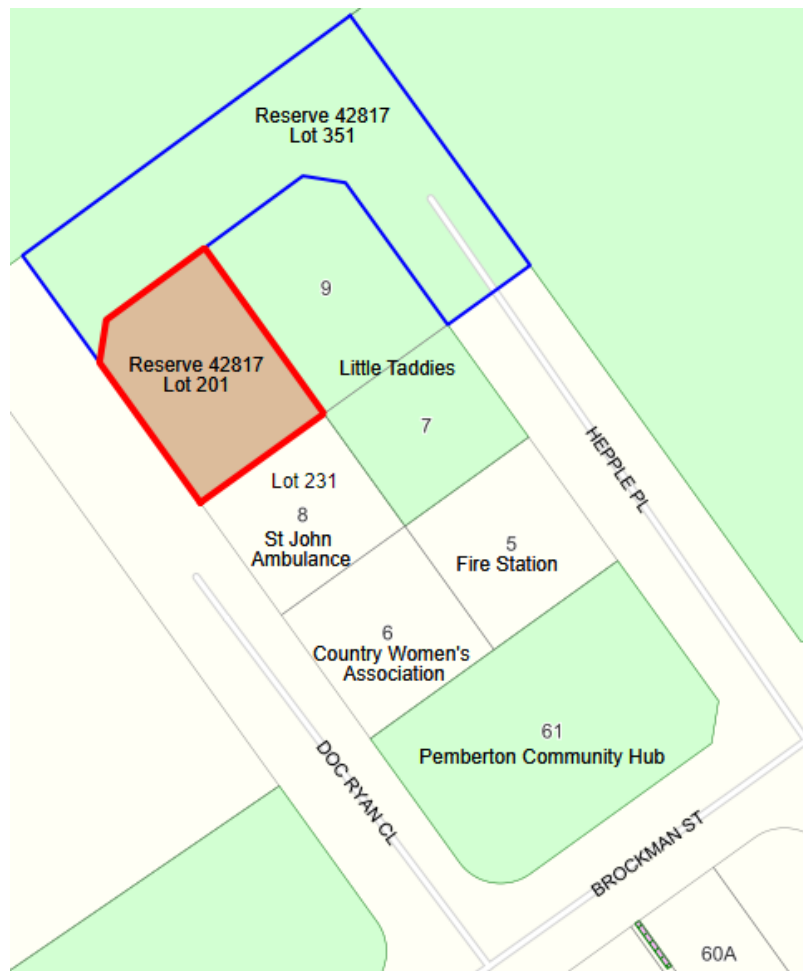 Reserve 42817
Lot 351
9
Reserve 42817
Lot 201
Little Taddies
7
HEPPLE PL
Lot 231
8
St John
Ambulance
5
Fire Station
6
Country Women's
Association
61
Pemberton Community Hub
DOC RYAN CL
BROCKMAN ST
60A